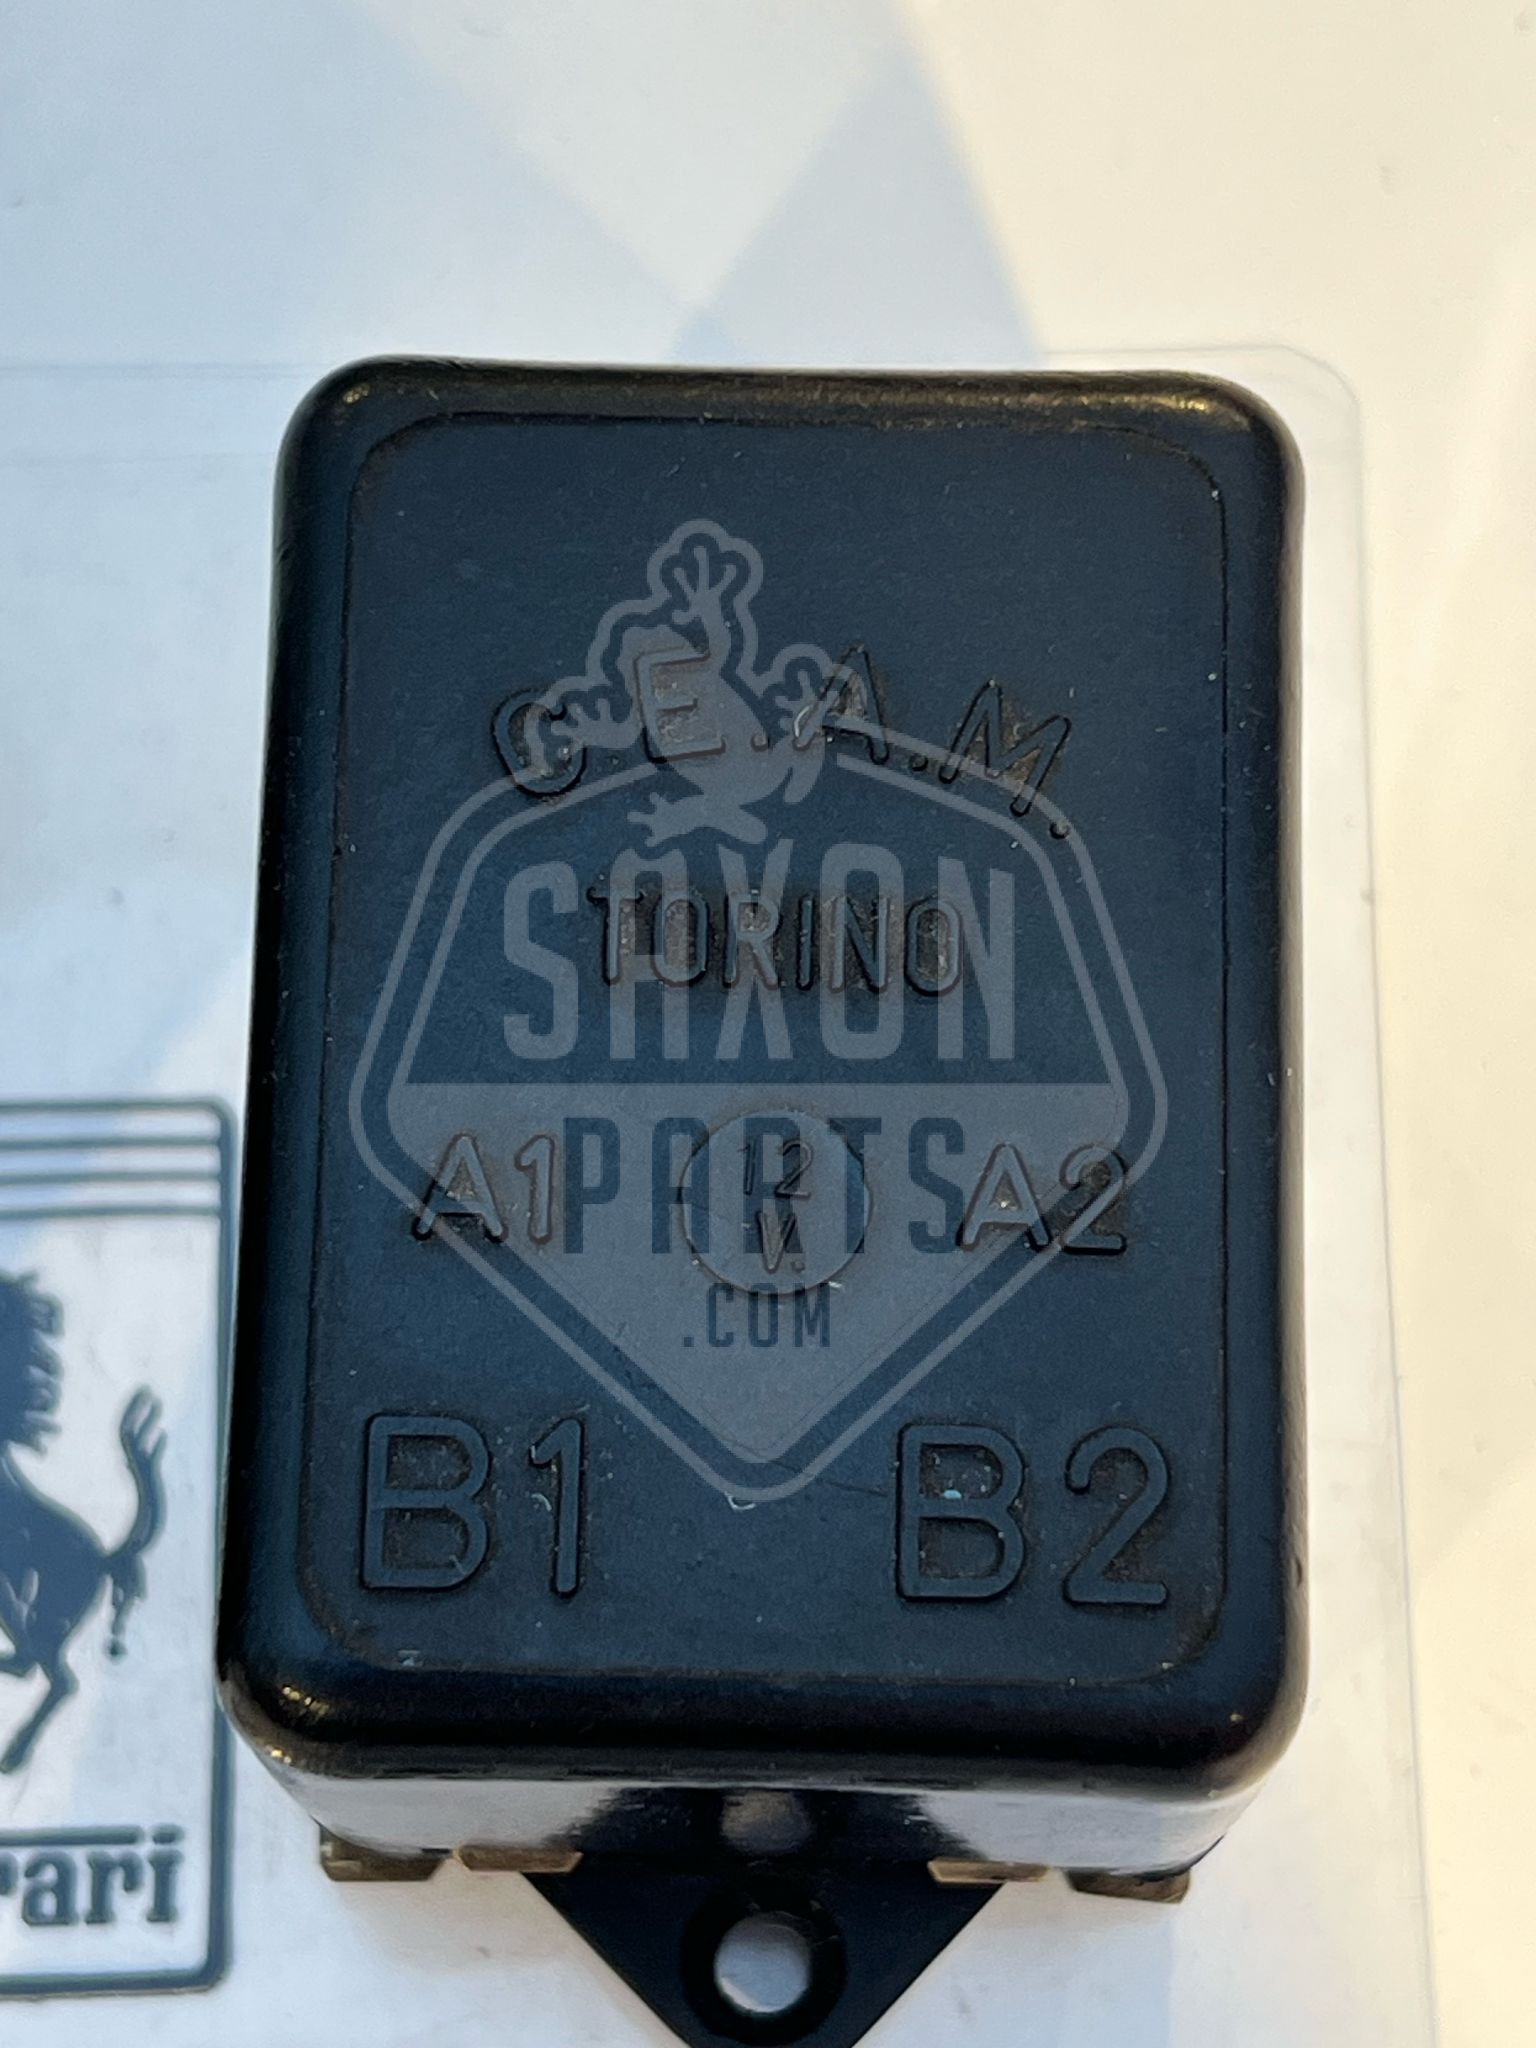 C.E.A.M.
SAXON
TORINO
PARTS
A1 12 A2
V.
.COM
B1 B2
rari